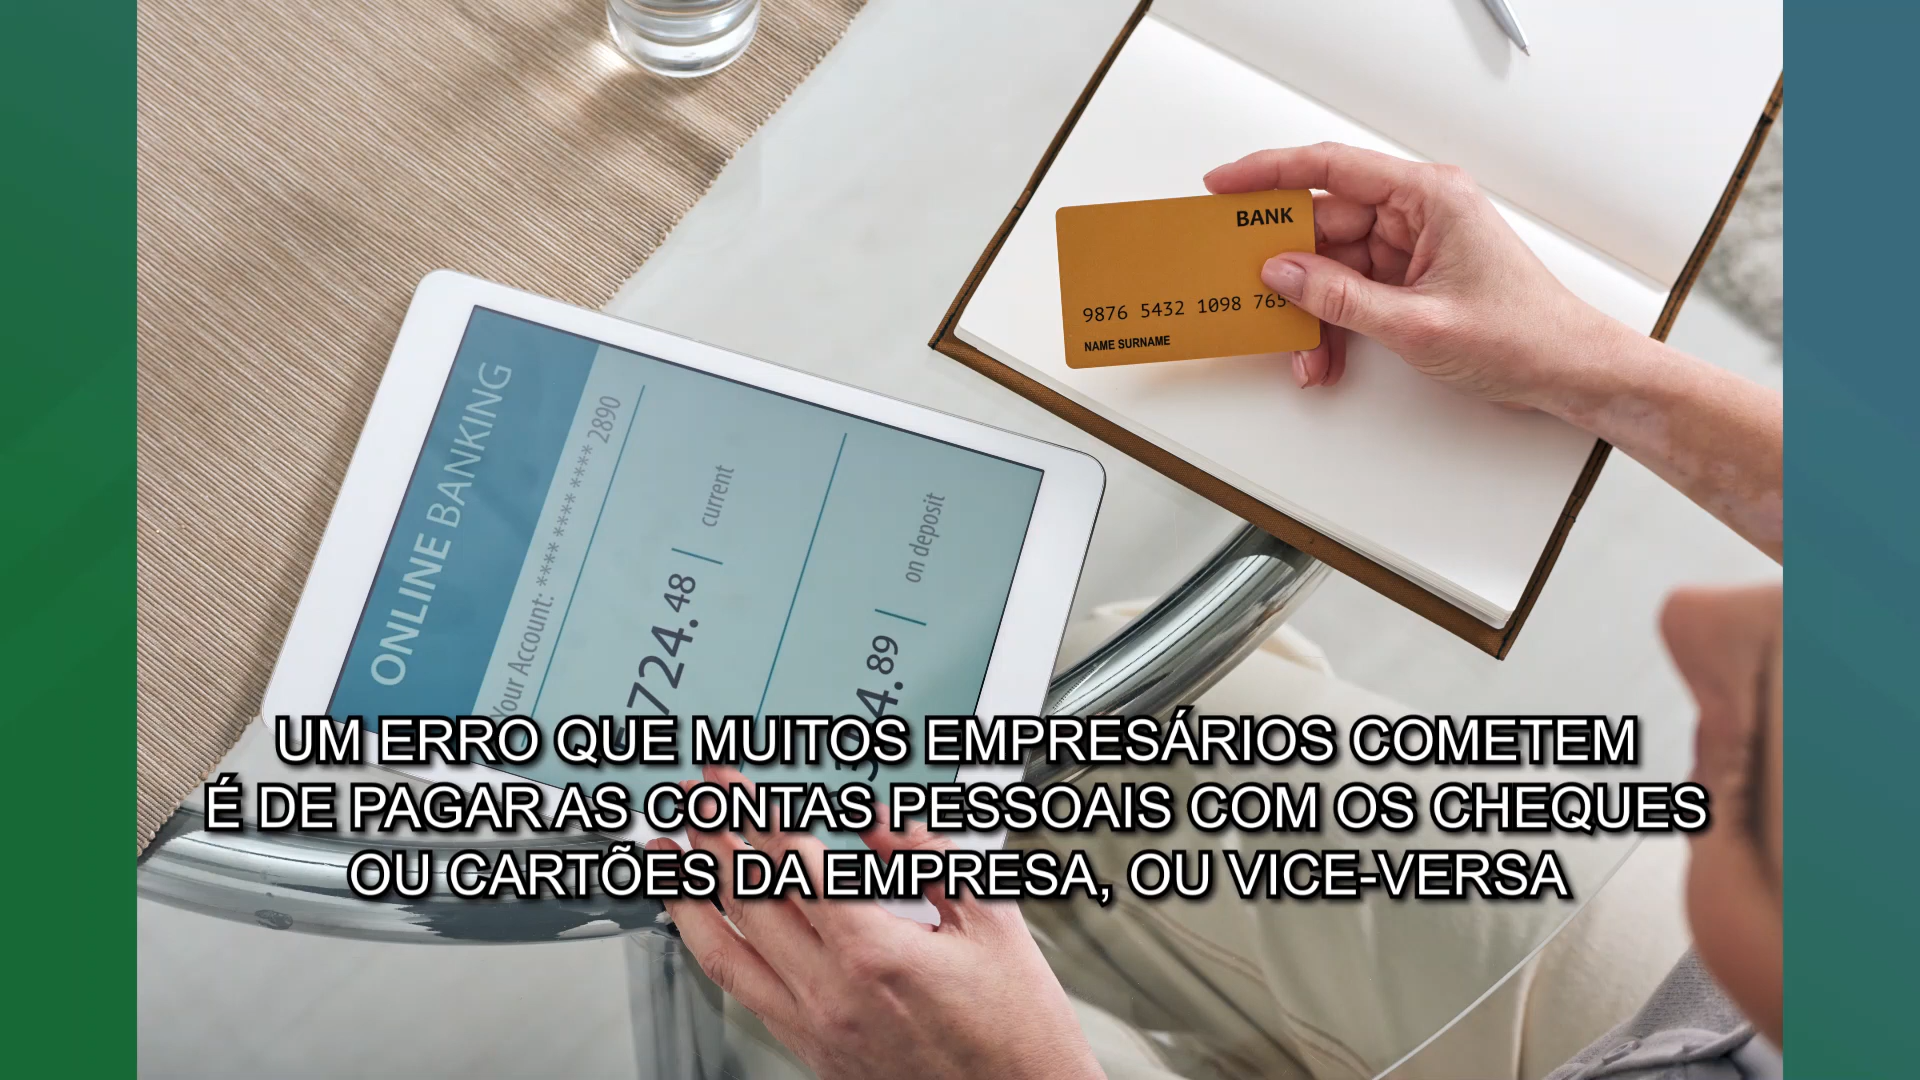 BANK
9876 5432 1098 765
NAME SURNAME
ONLINE BANKING
Your Account: **** **** **** 2890
724.48 | current
4.89 | on deposit
UM ERRO QUE MUITOS EMPRESÁRIOS COMETEM
É DE PAGAR AS CONTAS PESSOAIS COM OS CHEQUES
OU CARTÕES DA EMPRESA, OU VICE-VERSA